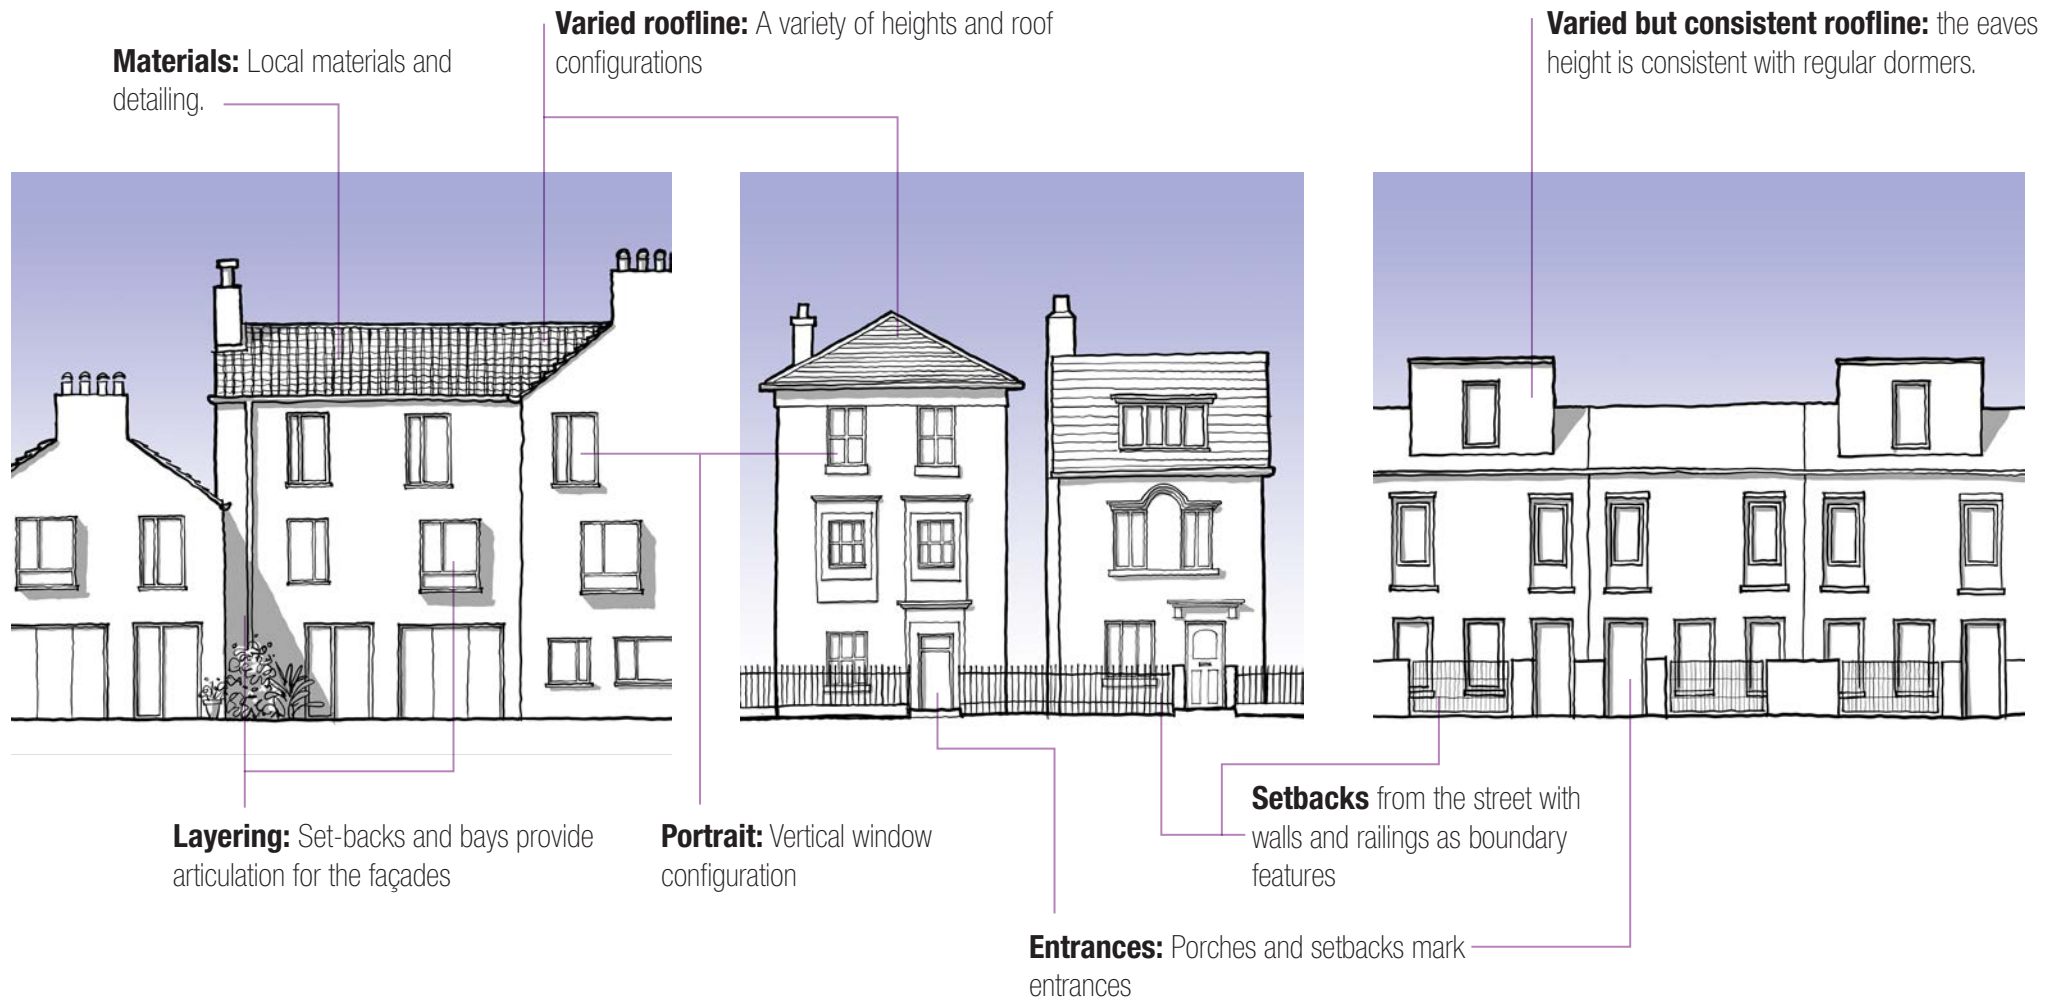 Materials: Local materials and
detailing.
Varied roofline: A variety of heights and roof
configurations
Varied but consistent roofline: the eaves
height is consistent with regular dormers.
Layering: Set-backs and bays provide
articulation for the façades
Portrait: Vertical window
configuration
Setbacks from the street with
walls and railings as boundary
features
Entrances: Porches and setbacks mark
entrances